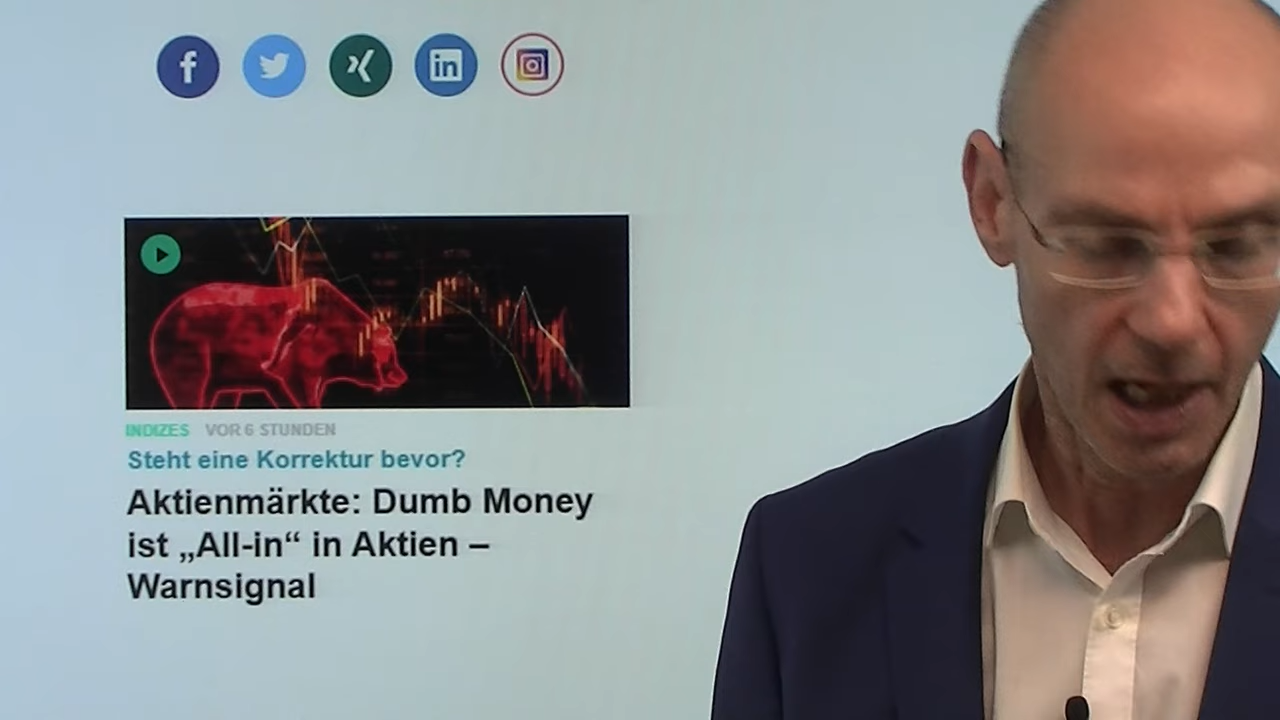 INDIZES VOR 6 STUNDEN
Steht eine Korrektur bevor?
Aktienmärkte: Dumb Money
ist „All-in“ in Aktien –
Warnsignal